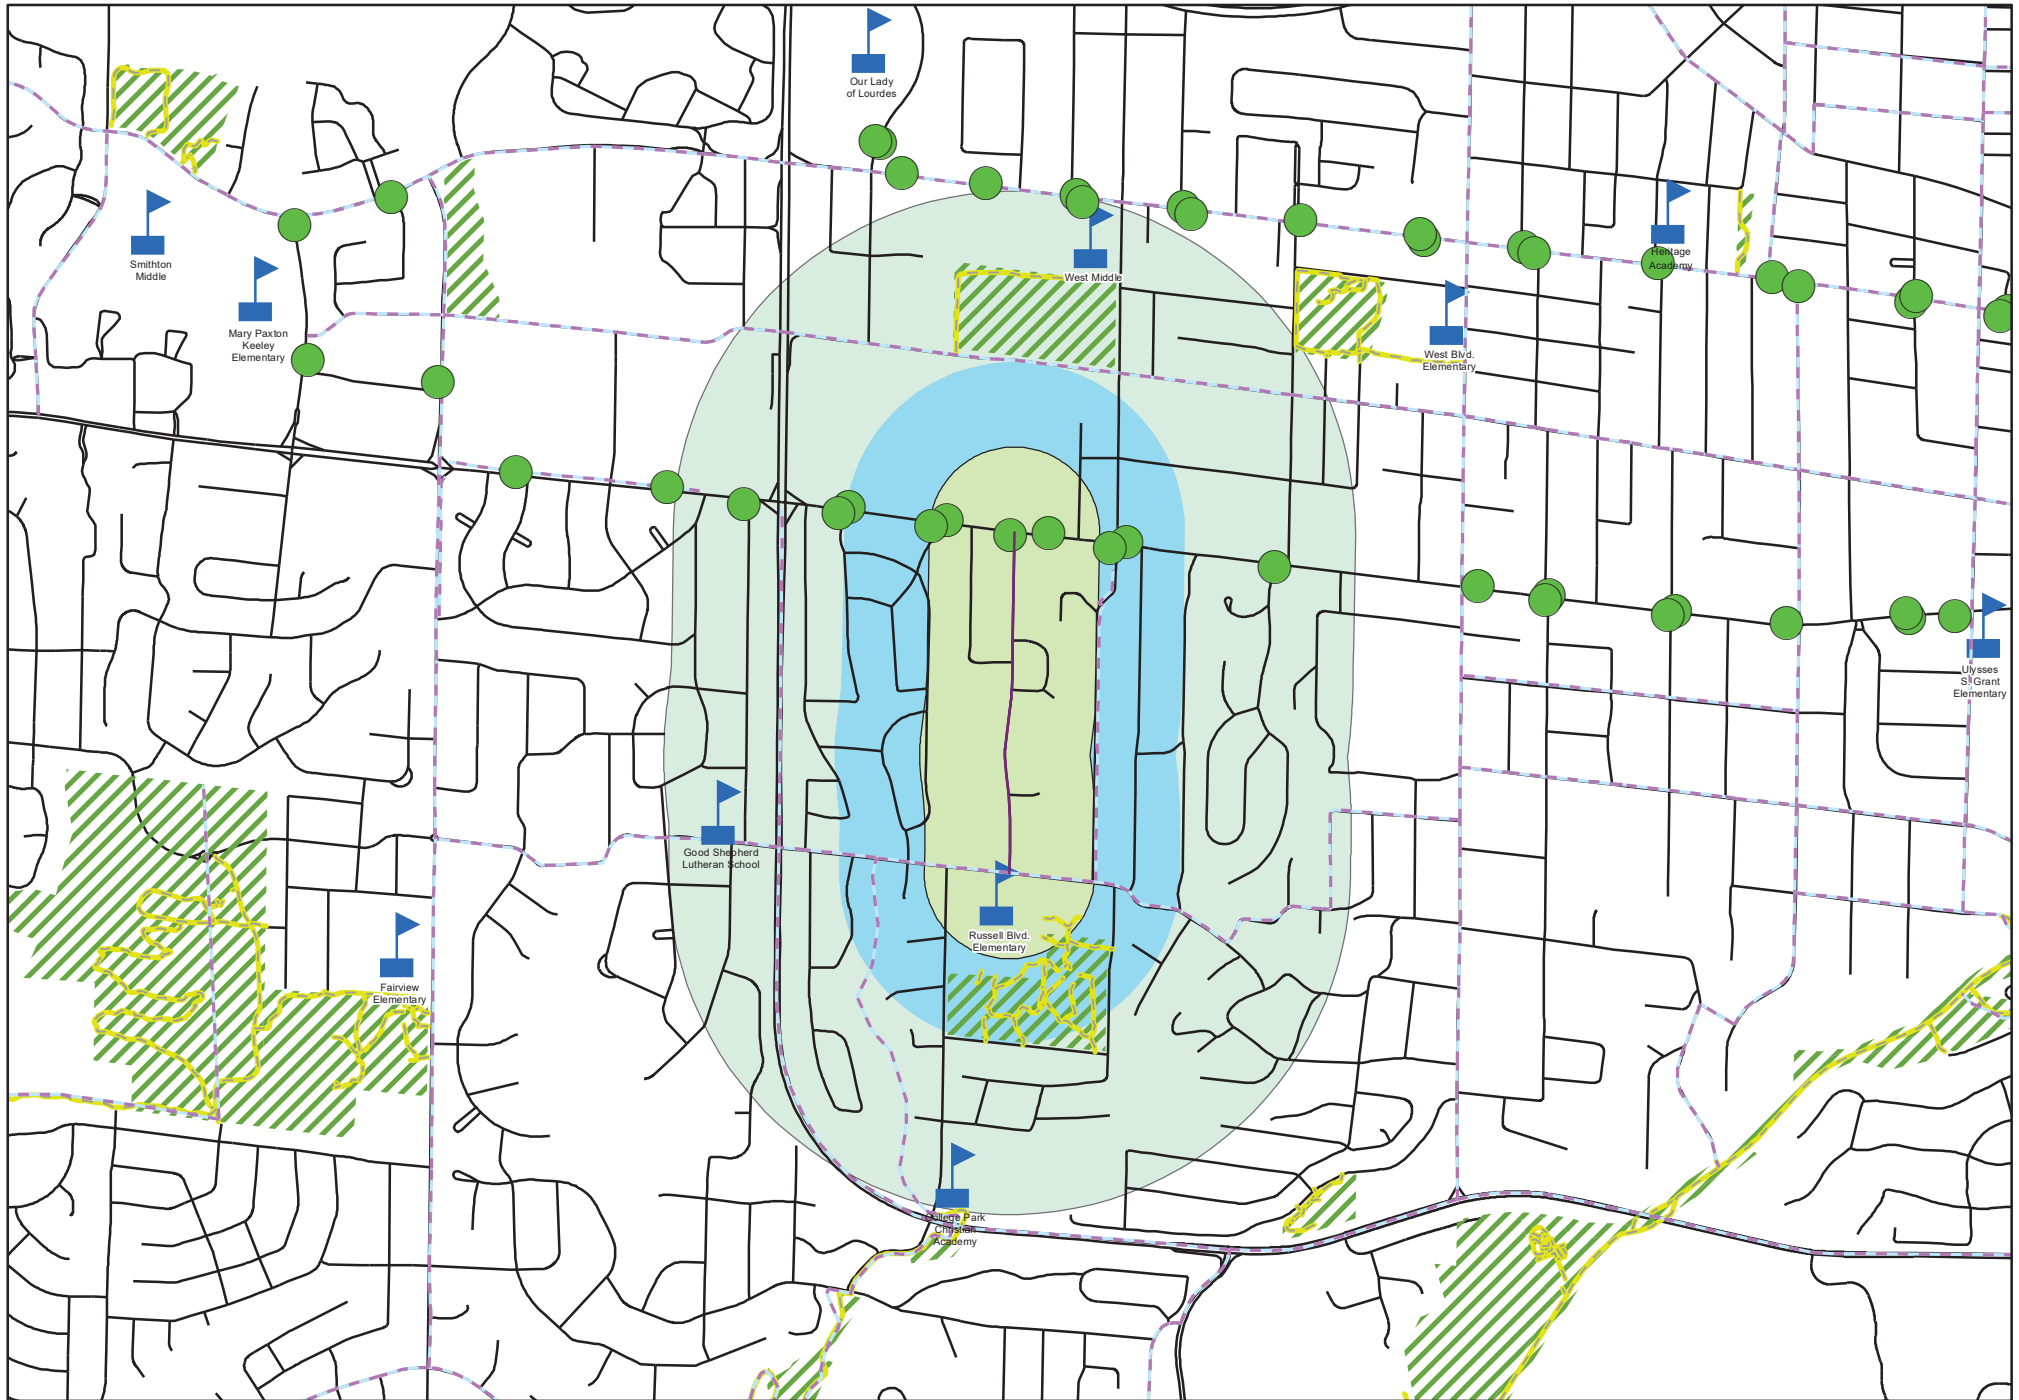 Our Lady
of Lourdes
Smithton
Middle
Heritage
Academy
West Middle
Mary Paxton
Keeley
Elementary
West Blvd.
Elementary
Ulysses
S. Grant
Elementary
Good Shepherd
Lutheran School
Russell Blvd.
Elementary
Fairview
Elementary
College Park
Christian
Academy